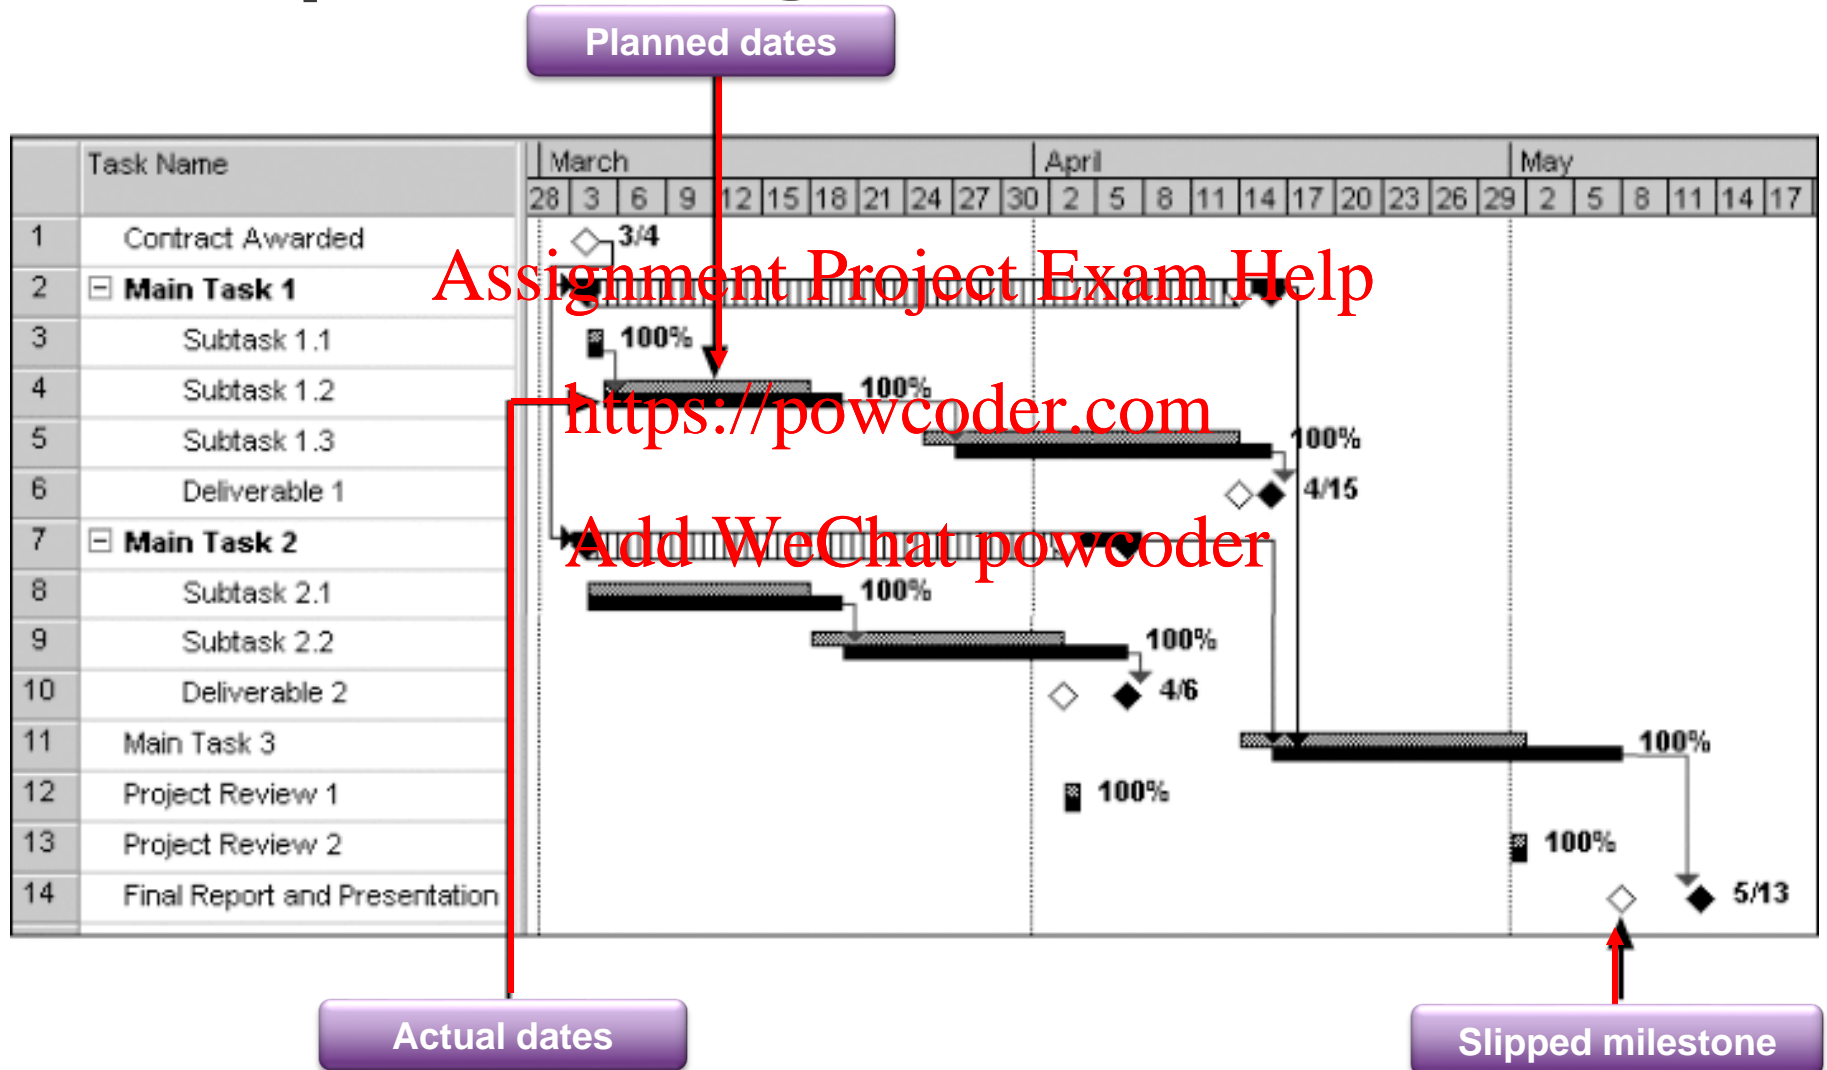 Planned dates
Task Name
March April May
28 3 6 9 12 15 18 21 24 27 30 2 5 8 11 14 17 20 23 26 29 2 5 8 11 14 17
1 Contract Awarded 3/4
Assignment Project Exam Help
2 Main Task 1
3 Subtask 1.1 100%
4 Subtask 1.2 100%
https://powcoder.com
5 Subtask 1.3 100%
6 Deliverable 1 4/15
7 Main Task 2
Add WeChat powcoder
8 Subtask 2.1 100%
9 Subtask 2.2 100%
10 Deliverable 2 4/6
11 Main Task 3 100%
12 Project Review 1 100%
13 Project Review 2 100%
14 Final Report and Presentation 5/13
Actual dates
Slipped milestone